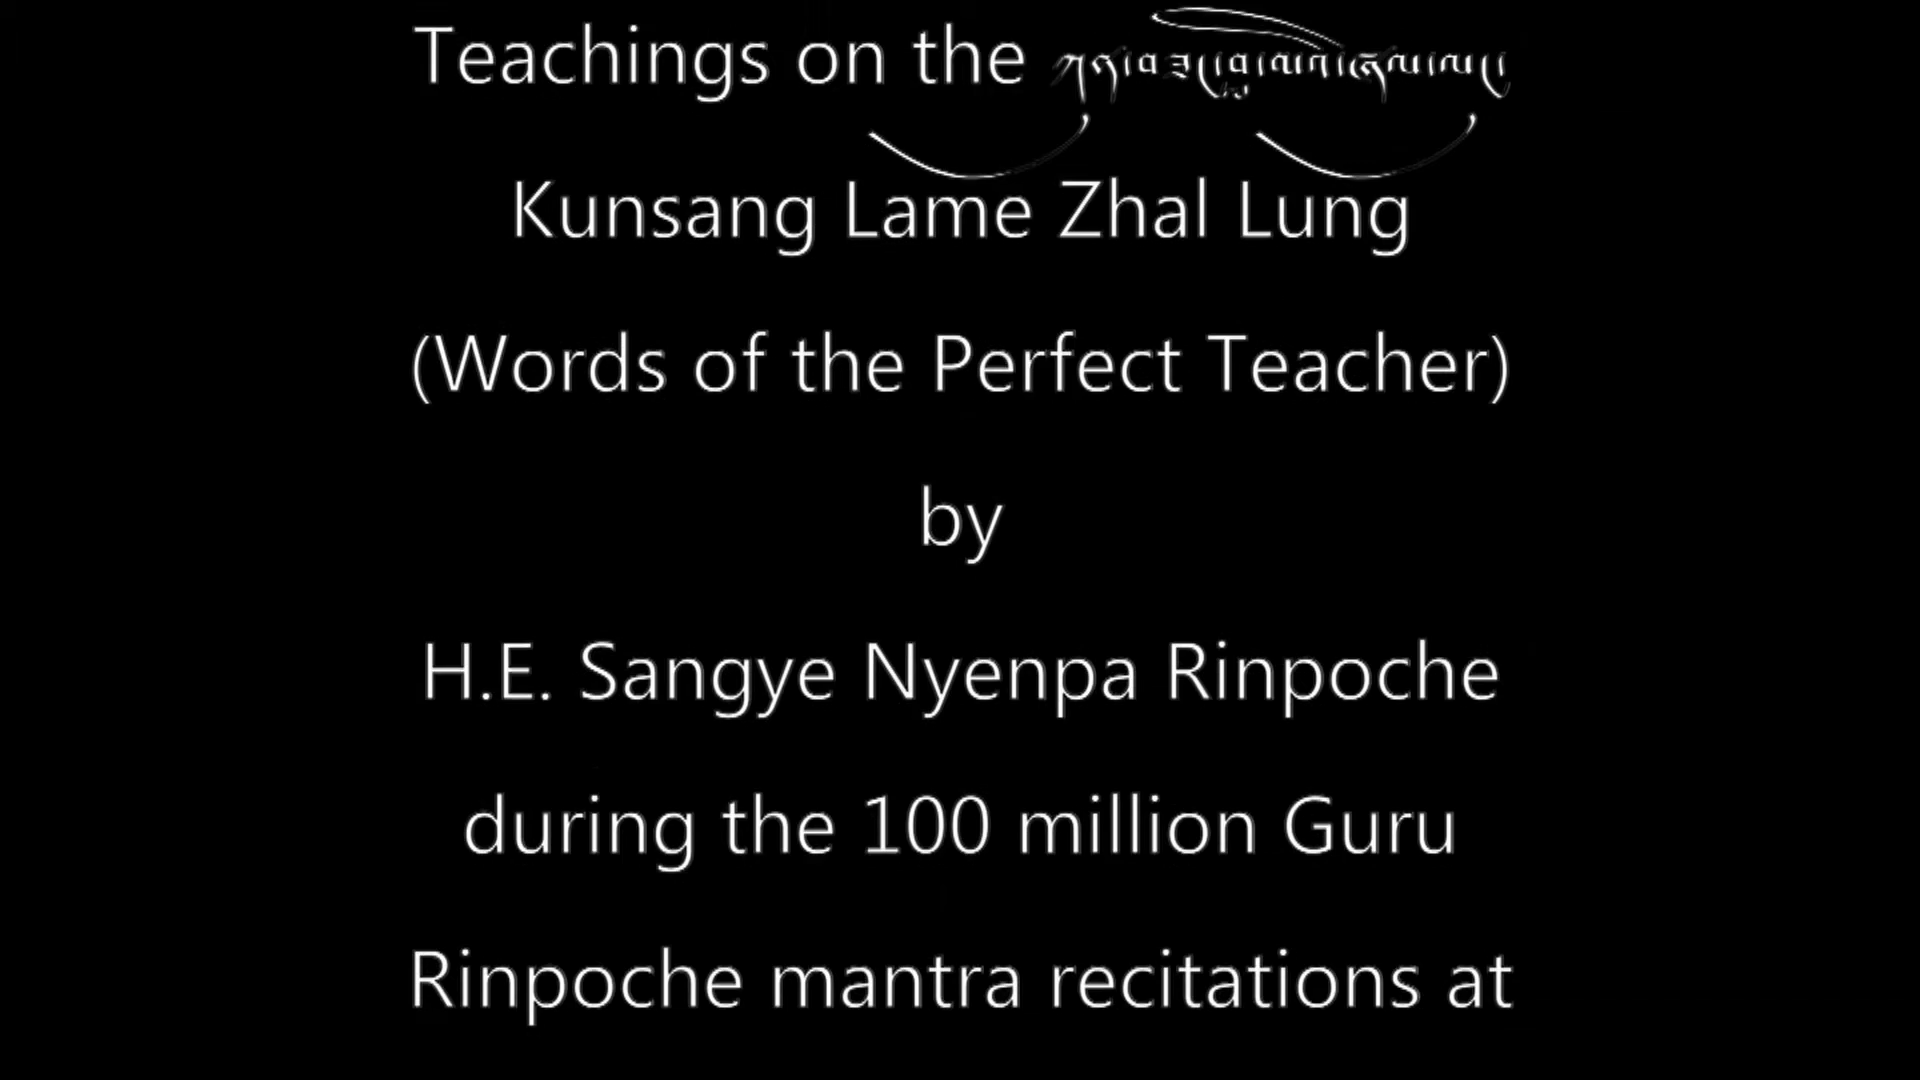 Teachings on the
Kunsang Lame Zhal Lung
(Words of the Perfect Teacher)
by
H.E. Sangye Nyenpa Rinpoche
during the 100 million Guru
Rinpoche mantra recitations at